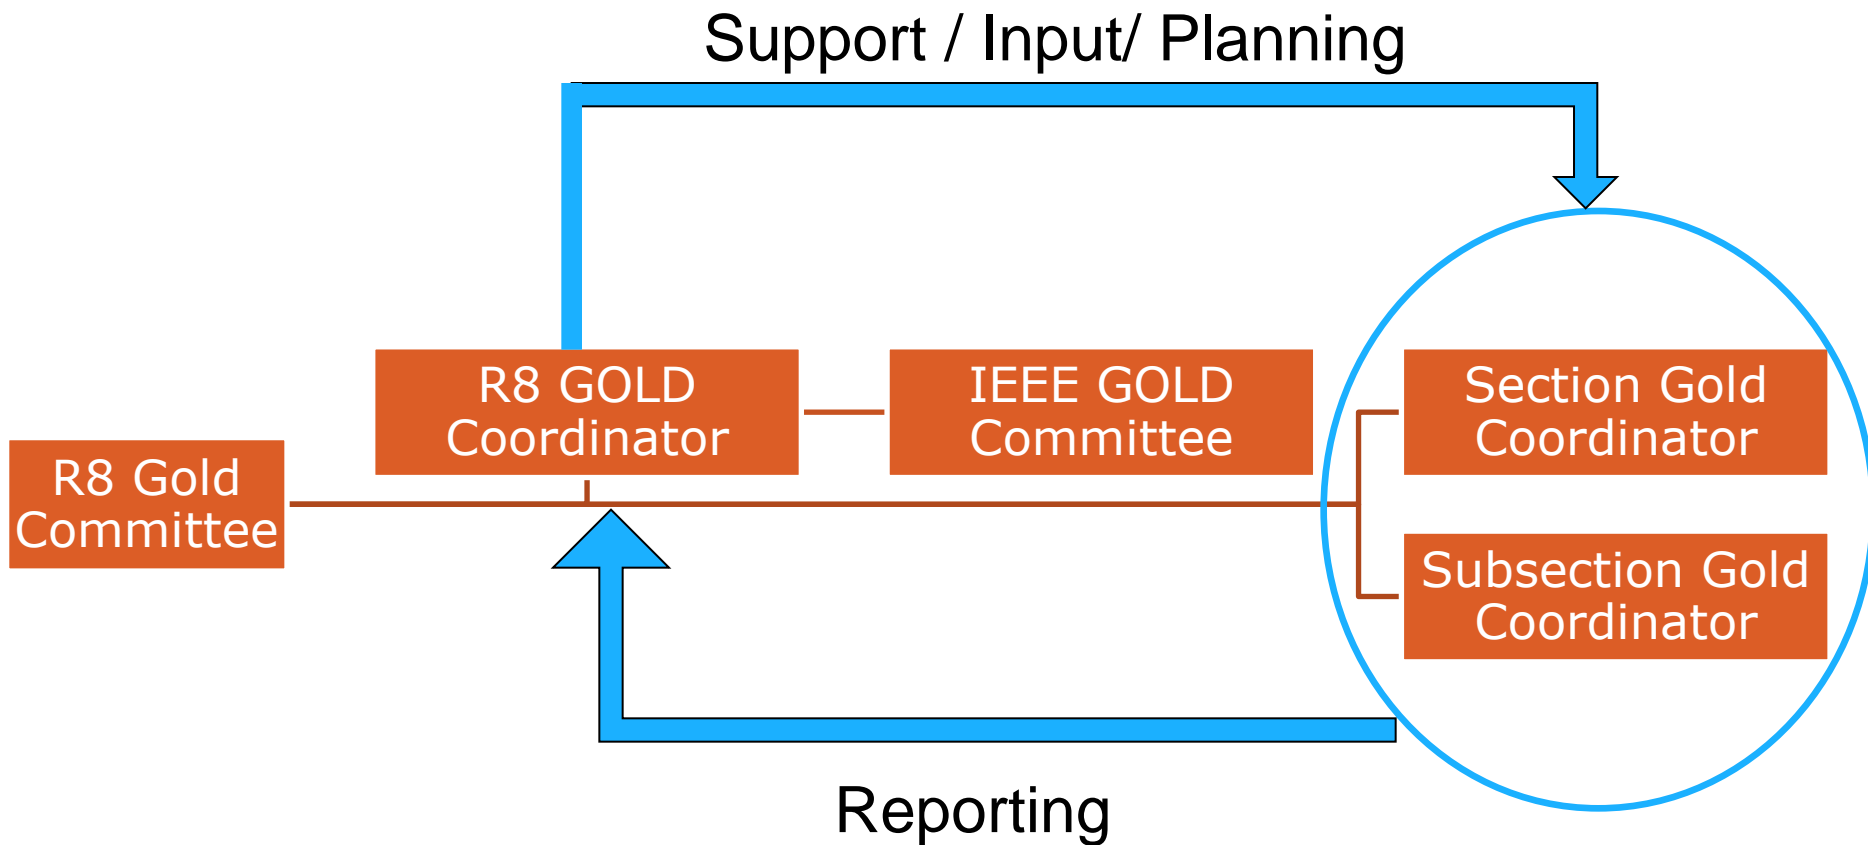 Support / Input/ Planning
R8 GOLD
Coordinator
IEEE GOLD
Committee
Section Gold
Coordinator
R8 Gold
Committee
Subsection Gold
Coordinator
Reporting